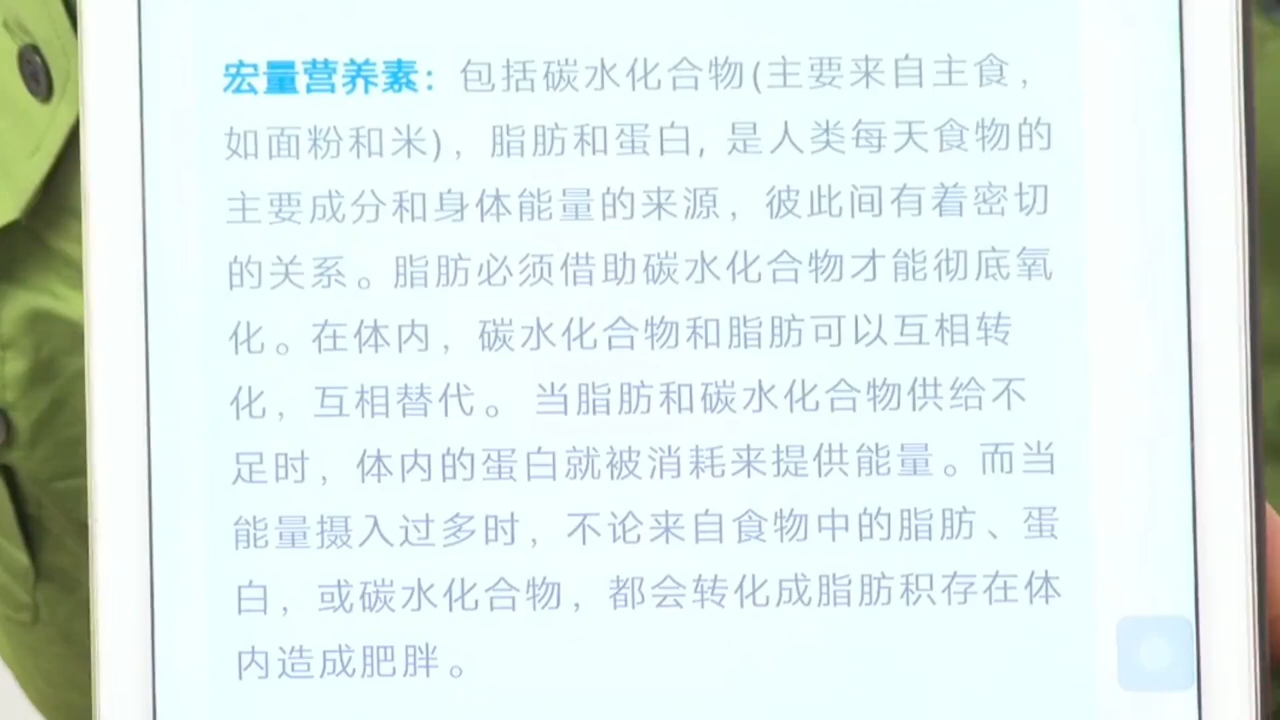 宏量营养素：包括碳水化合物(主要来自主食，
如面粉和米)，脂肪和蛋白, 是人类每天食物的
主要成分和身体能量的来源，彼此间有着密切
的关系。脂肪必须借助碳水化合物才能彻底氧
化。在体内，碳水化合物和脂肪可以互相转
化，互相替代。 当脂肪和碳水化合物供给不
足时，体内的蛋白就被消耗来提供能量。而当
能量摄入过多时，不论来自食物中的脂肪、蛋
白，或碳水化合物，都会转化成脂肪积存在体
内造成肥胖。